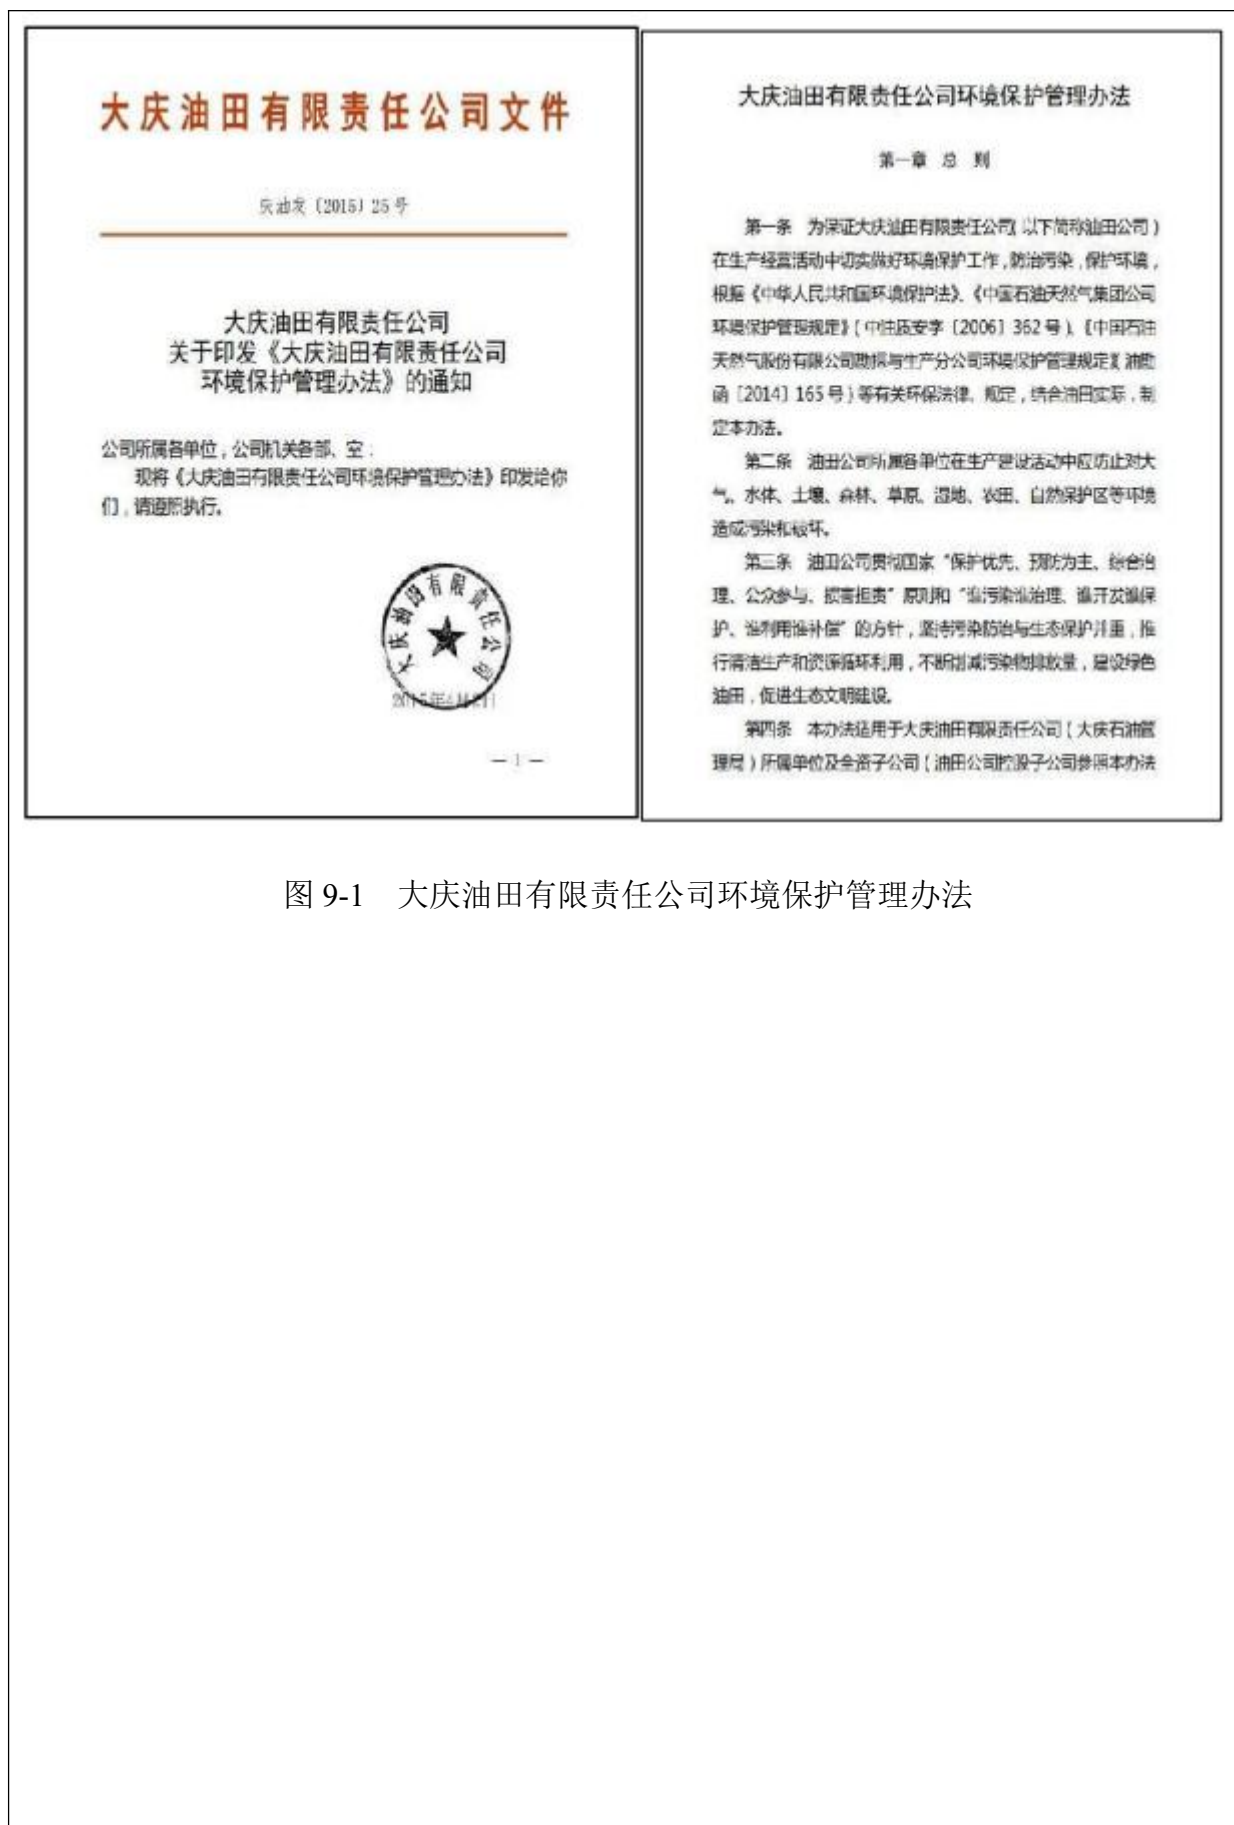 大庆油田有限责任公司文件
庆油发〔2015〕25号
大庆油田有限责任公司
关于印发《大庆油田有限责任公司
环境保护管理办法》的通知
公司所属各单位，公司机关各部、室：
现将《大庆油田有限责任公司环境保护管理办法》印发给你
们，请遵照执行。
大庆油田有限责任公司
— 1 —
大庆油田有限责任公司环境保护管理办法
第一章 总 则
第一条 为保证大庆油田有限责任公司（以下简称油田公司）
在生产经营活动中切实做好环境保护工作，防治污染，保护环境，
根据《中华人民共和国环境保护法》、《中国石油天然气集团公司
环境保护管理规定》（中油质安字〔2006〕362号）、《中国石油
天然气股份有限公司勘探与生产分公司环境保护管理规定》（油勘
函〔2014〕165号）等有关环保法律、规定，结合油田实际，制
定本办法。
第二条 油田公司所属各单位在生产建设活动中应防止对大
气、水体、土壤、森林、草原、湿地、农田、自然保护区等环境
造成污染和破坏。
第三条 油田公司贯彻国家“保护优先、预防为主、综合治
理、公众参与、损害担责”原则和“谁污染谁治理、谁开发谁保
护、谁利用谁补偿”的方针，坚持污染防治与生态保护并重，推
行清洁生产和资源循环利用，不断削减污染物排放量，建设绿色
油田，促进生态文明建设。
第四条 本办法适用于大庆油田有限责任公司（大庆石油管
理局）所属单位及全资子公司（油田公司控股子公司参照本办法
图 9-1 大庆油田有限责任公司环境保护管理办法